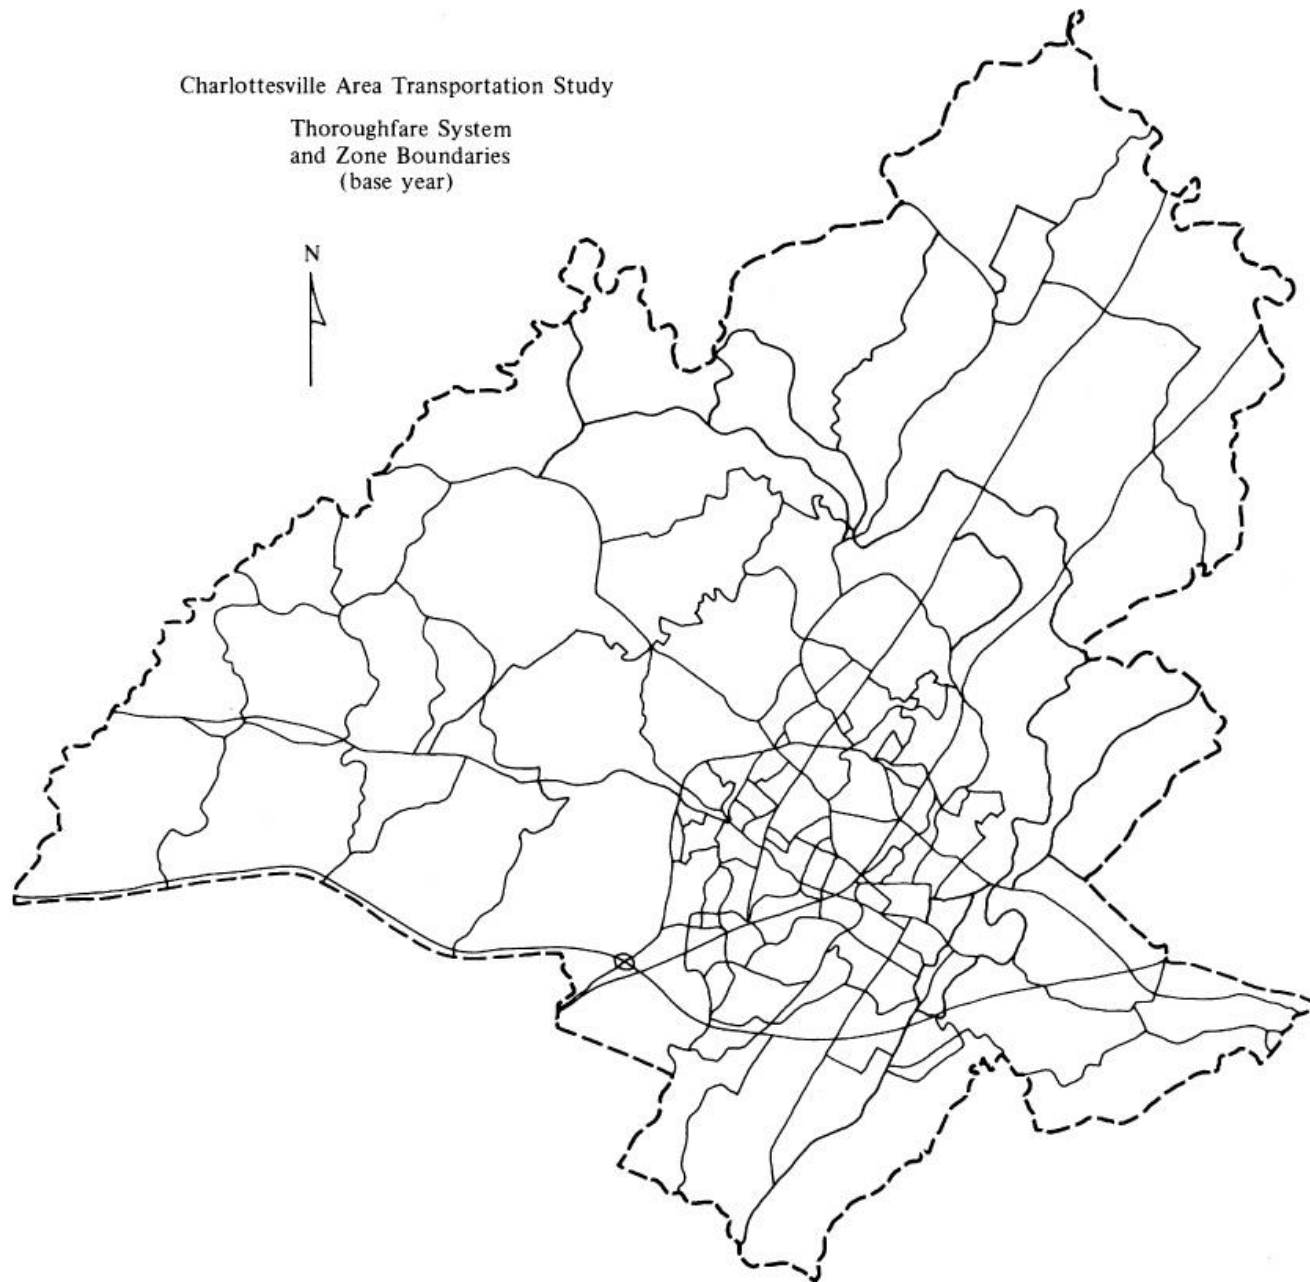 Charlottesville Area Transportation Study
Thoroughfare System
and Zone Boundaries
(base year)
N